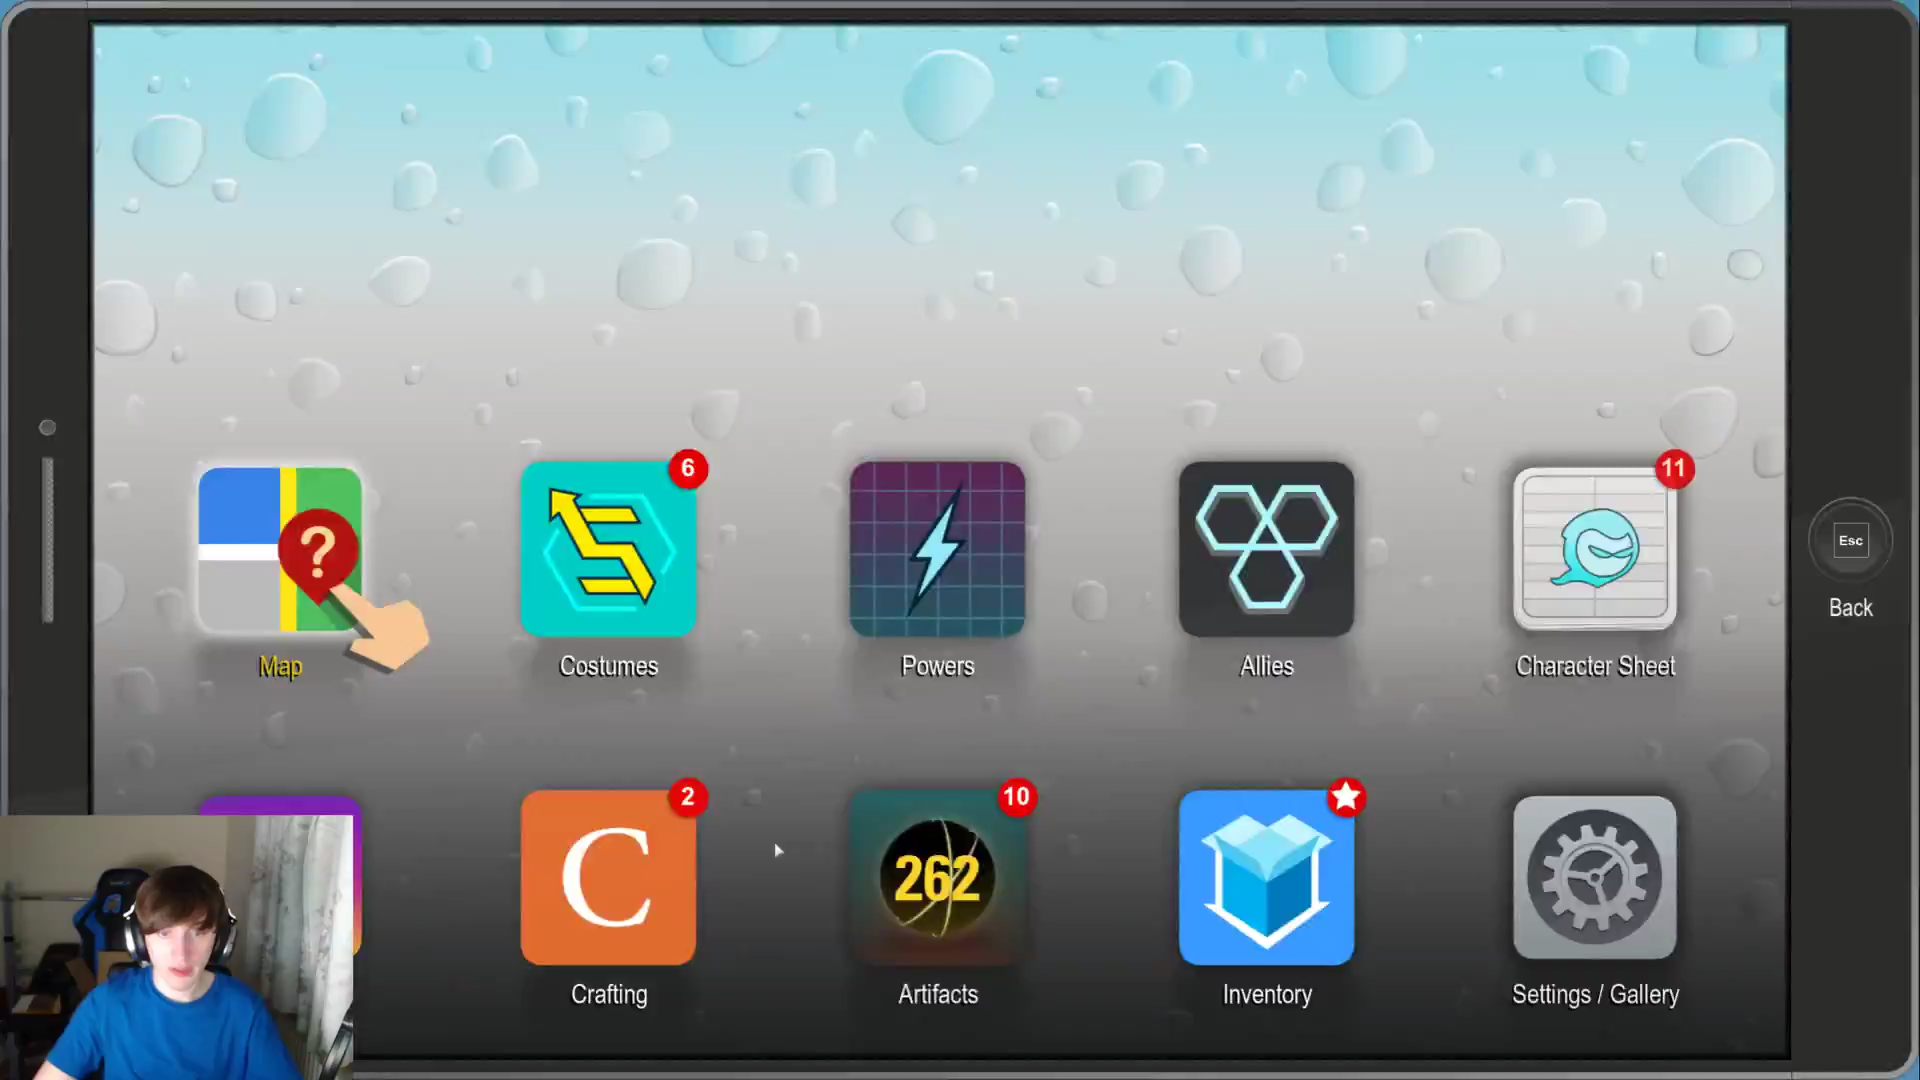 6
11
?
Esc
Map
Costumes
Powers
Allies
Character Sheet
Back
2
10
C
262
Crafting
Artifacts
Inventory
Settings / Gallery